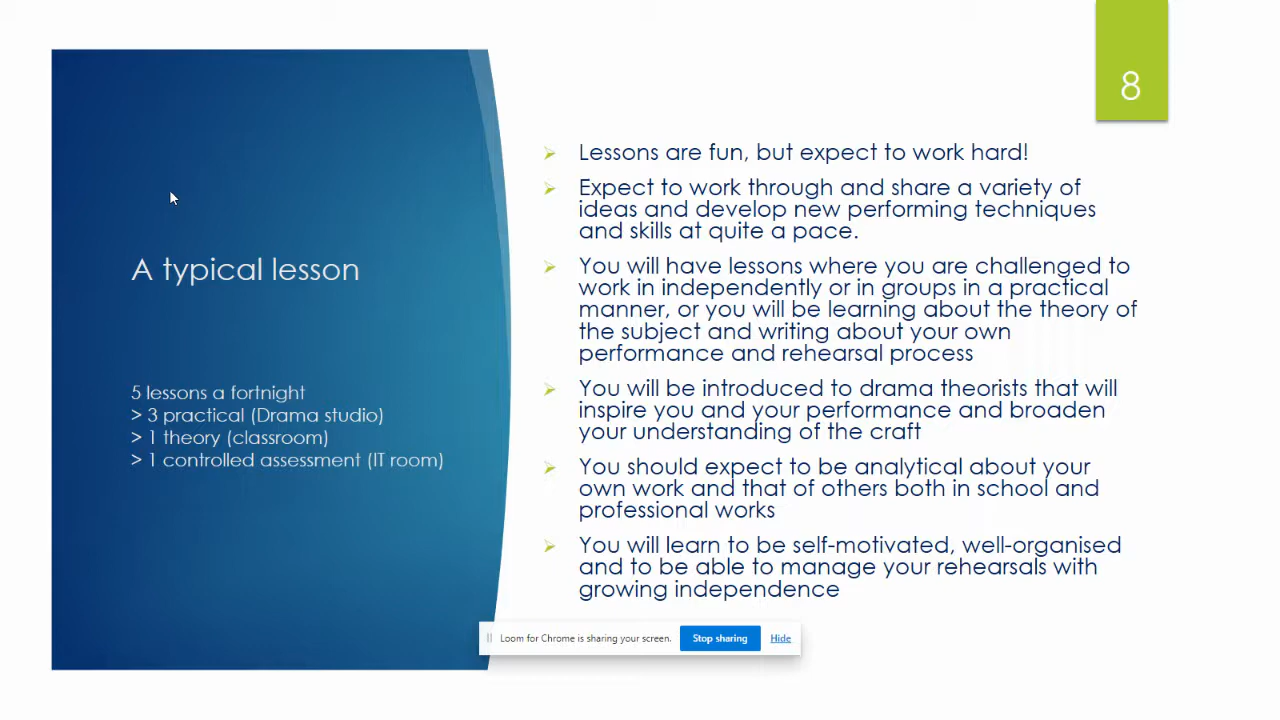 8
A typical lesson
5 lessons a fortnight
> 3 practical (Drama studio)
> 1 theory (classroom)
> 1 controlled assessment (IT room)
Lessons are fun, but expect to work hard!
Expect to work through and share a variety of
ideas and develop new performing techniques
and skills at quite a pace.
You will have lessons where you are challenged to
work in independently or in groups in a practical
manner, or you will be learning about the theory of
the subject and writing about your own
performance and rehearsal process
You will be introduced to drama theorists that will
inspire you and your performance and broaden
your understanding of the craft
You should expect to be analytical about your
own work and that of others both in school and
professional works
You will learn to be self-motivated, well-organised
and to be able to manage your rehearsals with
growing independence
Loom for Chrome is sharing your screen. Stop sharing Hide